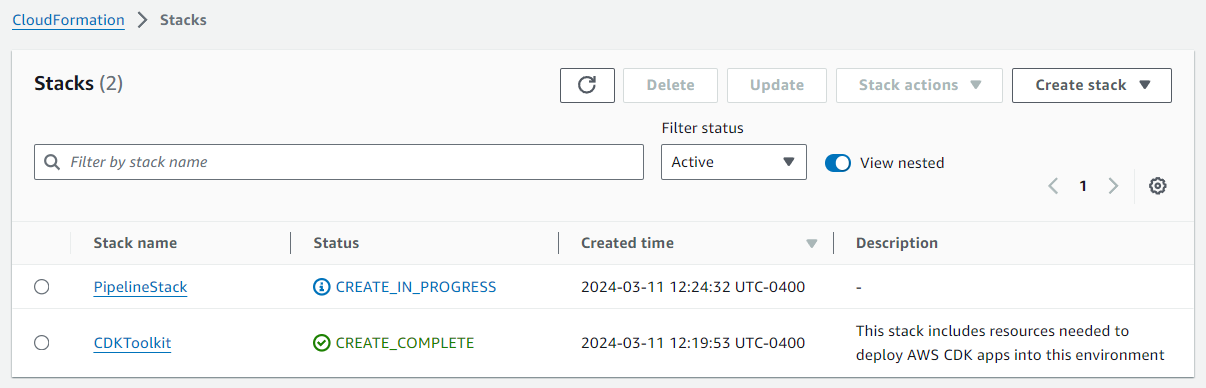 CloudFormation > Stacks
Stacks (2)
Delete
Update
Stack actions
Create stack
Filter status
Filter by stack name
Active
View nested
1
Stack name Status Created time Description
PipelineStack CREATE_IN_PROGRESS 2024-03-11 12:24:32 UTC-0400 -
CDKToolkit CREATE_COMPLETE 2024-03-11 12:19:53 UTC-0400 This stack includes resources needed to
deploy AWS CDK apps into this environment